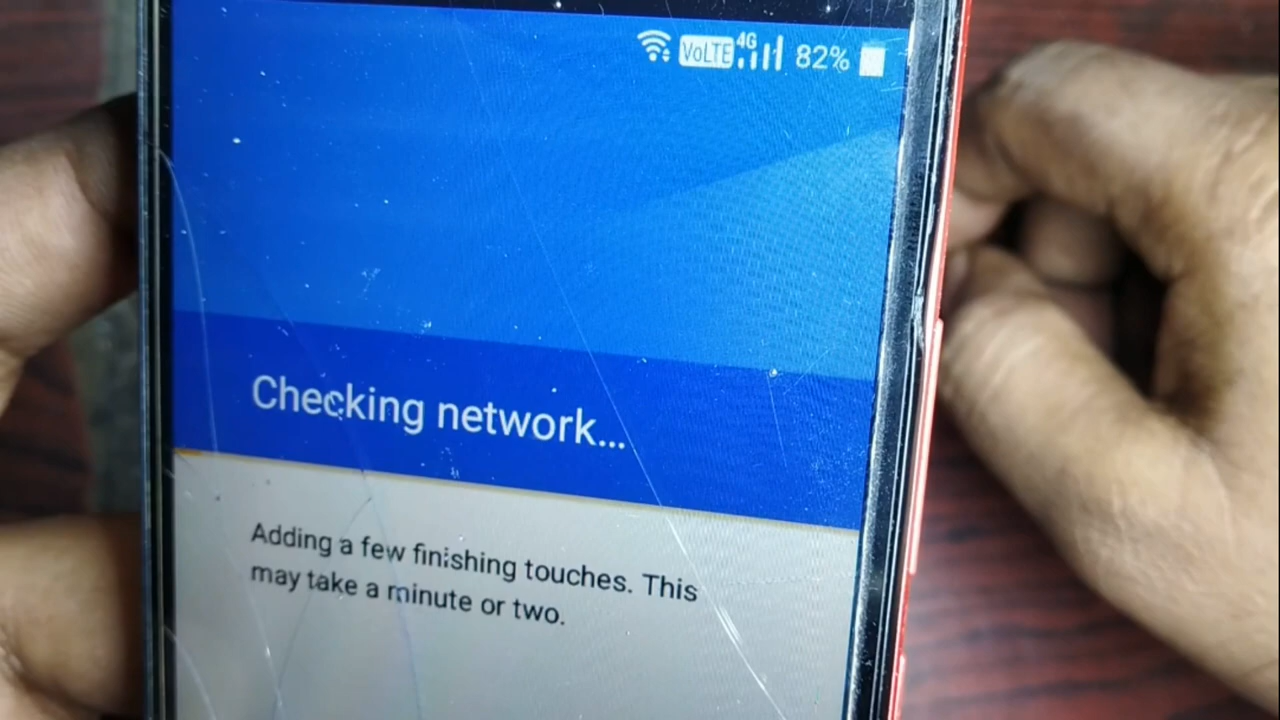 VoLTE 4G 82%
Checking network...
Adding a few finishing touches. This
may take a minute or two.